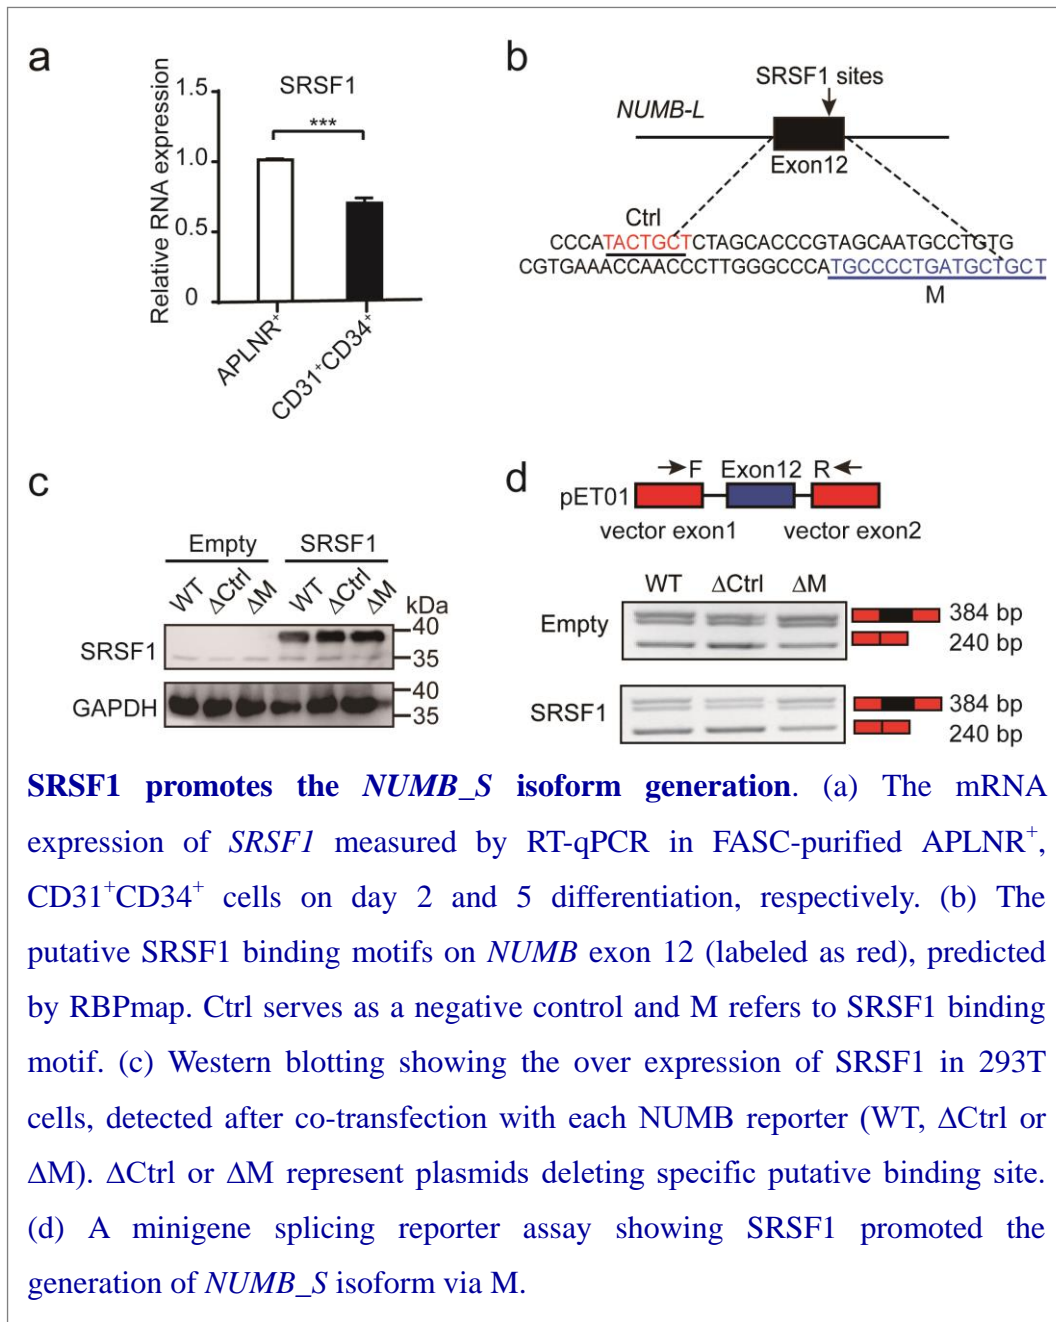 a
SRSF1
Relative RNA expression
1.5
1.0
0.5
0
***
APLNR⁺
CD31⁺CD34⁺
b
SRSF1 sites
NUMB-L
Exon12
Ctrl
CCCATACTGCTCTAGCACCCGTAGCAATGCCTGTG
CGTGAAACCAACCCTTGGGCCCATGCCCCTGATGCTGCT
M
c
Empty SRSF1
WT ΔCtrl ΔM WT ΔCtrl ΔM
kDa
SRSF1
40
35
GAPDH
40
35
d
F Exon12 R
pET01
vector exon1 vector exon2
WT ΔCtrl ΔM
Empty
384 bp
240 bp
SRSF1
384 bp
240 bp
SRSF1 promotes the NUMB_S isoform generation. (a) The mRNA
expression of SRSF1 measured by RT-qPCR in FASC-purified APLNR⁺,
CD31⁺CD34⁺ cells on day 2 and 5 differentiation, respectively. (b) The
putative SRSF1 binding motifs on NUMB exon 12 (labeled as red), predicted
by RBPmap. Ctrl serves as a negative control and M refers to SRSF1 binding
motif. (c) Western blotting showing the over expression of SRSF1 in 293T
cells, detected after co-transfection with each NUMB reporter (WT, ΔCtrl or
ΔM). ΔCtrl or ΔM represent plasmids deleting specific putative binding site.
(d) A minigene splicing reporter assay showing SRSF1 promoted the
generation of NUMB_S isoform via M.